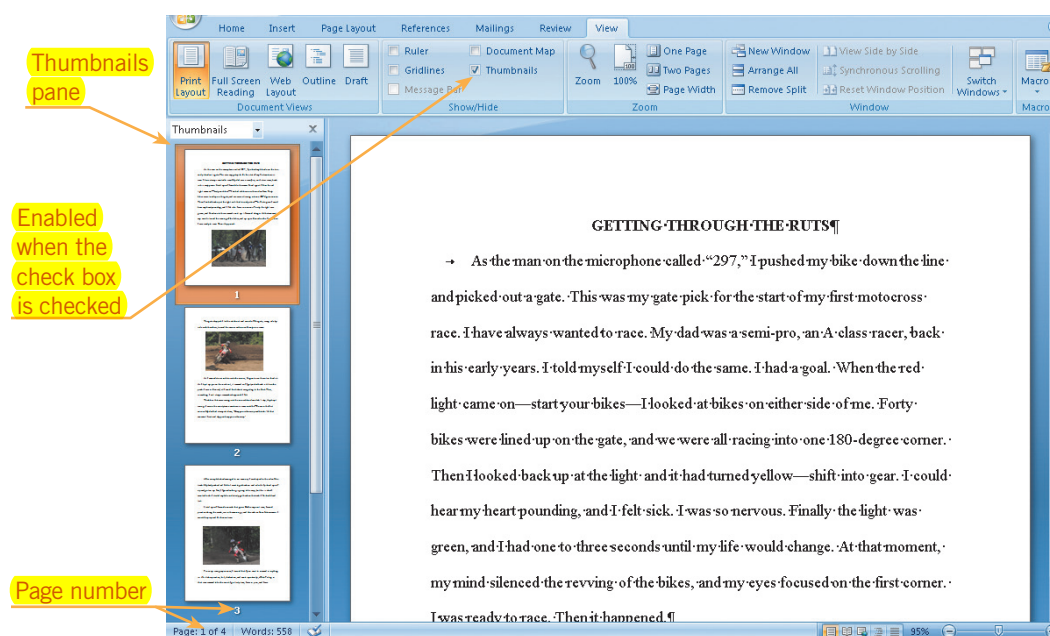 Home Insert Page Layout References Mailings Review View
Ruler Document Map One Page New Window View Side by Side
Gridlines Thumbnails Two Pages Arrange All Synchronous Scrolling
Print Layout Full Screen Reading Web Layout Outline Draft Message Bar Zoom 100% Page Width Remove Split Reset Window Position Switch Windows Macro
Document Views Show/Hide Zoom Window Macro
Thumbnails
pane
Enabled
when the
check box
is checked
Page number
Thumbnails x
1
2
3
GETTING·THROUGH·THE·RUTS¶
→ As·the·man·on·the·microphone·called·“297,”·I·pushed·my·bike·down·the·line·
and·picked·out·a·gate.··This·was·my·gate·pick·for·the·start·of·my·first·motocross·
race.·I·have·always·wanted·to·race.·My·dad·was·a·semi-pro,·an·A·class·racer,·back·
in·his·early·years.·I·told·myself·I·could·do·the·same.·I·had·a·goal.··When·the·red·
light·came·on—start·your·bikes—I·looked·at·bikes·on·either·side·of·me.·Forty·
bikes·were·lined·up·on·the·gate,·and·we·were·all·racing·into·one·180-degree·corner.··
Then·I·looked·back·up·at·the·light·and·it·had·turned·yellow—shift·into·gear.·I·could·
hear·my·heart·pounding,·and·I·felt·sick.·I·was·so·nervous.·Finally·the·light·was·
green,·and·I·had·one·to·three·seconds·until·my·life·would·change.·At·that·moment,·
my·mind·silenced·the·revving·of·the·bikes,·and·my·eyes·focused·on·the·first·corner.·
I·was·ready·to·race.·Then·it·happened.¶
Page: 1 of 4 Words: 558 95%